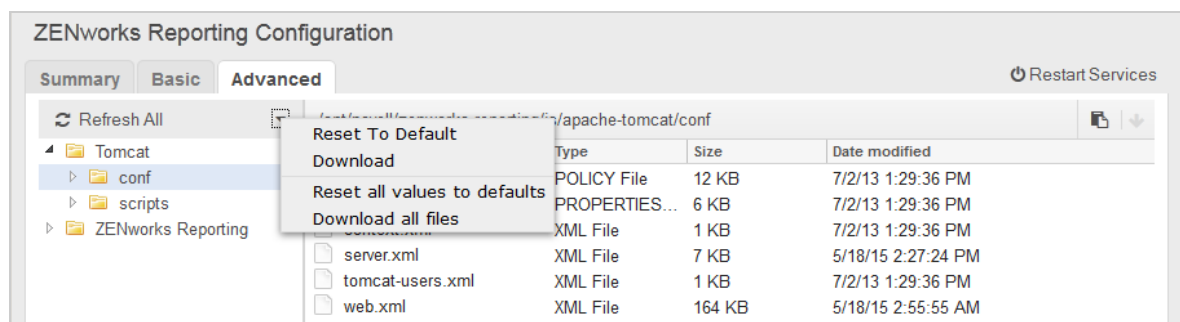 ZENworks Reporting Configuration
Summary Basic Advanced Restart Services
Refresh All /apache-tomcat/conf
Reset To Default
Download
Reset all values to defaults
Download all files
Type Size Date modified
Tomcat
conf
scripts
ZENworks Reporting
POLICY File 12 KB 7/2/13 1:29:36 PM
PROPERTIES... 6 KB 7/2/13 1:29:36 PM
XML File 1 KB 7/2/13 1:29:36 PM
server.xml XML File 7 KB 5/18/15 2:27:24 PM
tomcat-users.xml XML File 1 KB 7/2/13 1:29:36 PM
web.xml XML File 164 KB 5/18/15 2:55:55 AM